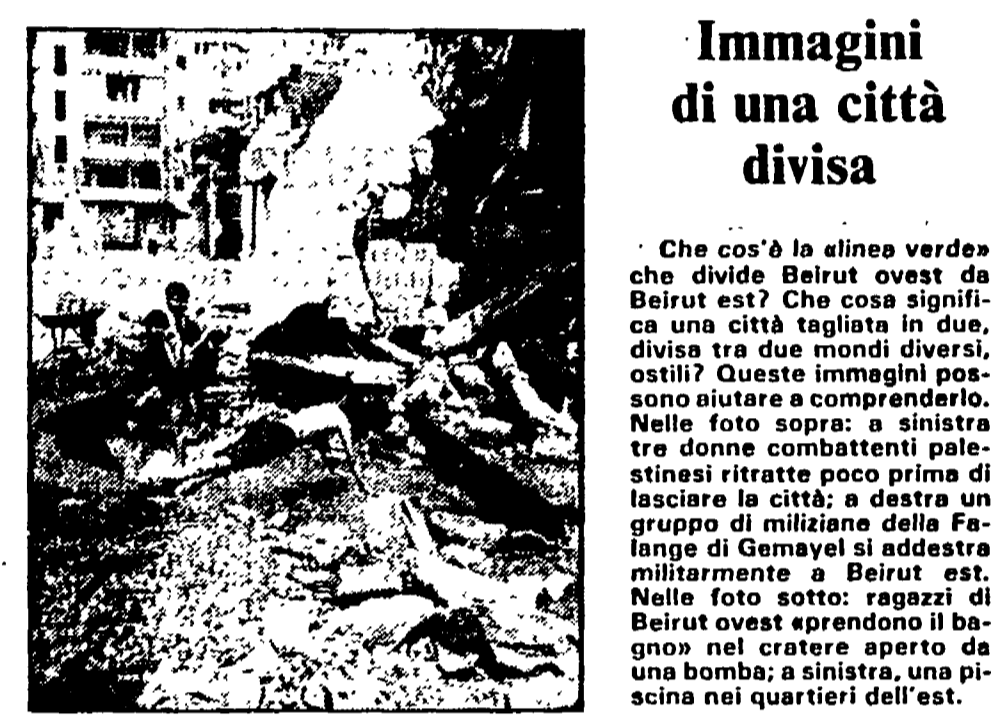 Immagini
di una città
divisa
Che cos'è la «linea verde»
che divide Beirut ovest da
Beirut est? Che cosa signifi-
ca una città tagliata in due,
divisa tra due mondi diversi,
ostili? Queste immagini pos-
sono aiutare a comprenderlo.
Nelle foto sopra: a sinistra
tre donne combattenti pale-
stinesi ritratte poco prima di
lasciare la città; a destra un
gruppo di miliziane della Fa-
lange di Gemayel si addestra
militarmente a Beirut est.
Nelle foto sotto: ragazzi di
Beirut ovest «prendono il ba-
gno» nel cratere aperto da
una bomba; a sinistra, una pi-
scina nei quartieri dell'est.